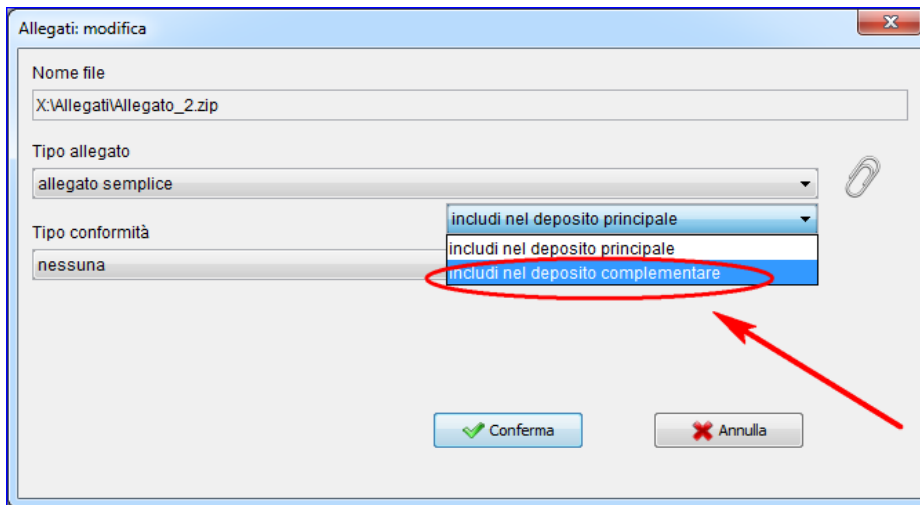 Allegati: modifica
Nome file
X:\Allegati\Allegato_2.zip
Tipo allegato
allegato semplice
includi nel deposito principale
Tipo conformità
includi nel deposito principale
nessuna
includi nel deposito complementare
Conferma
Annulla